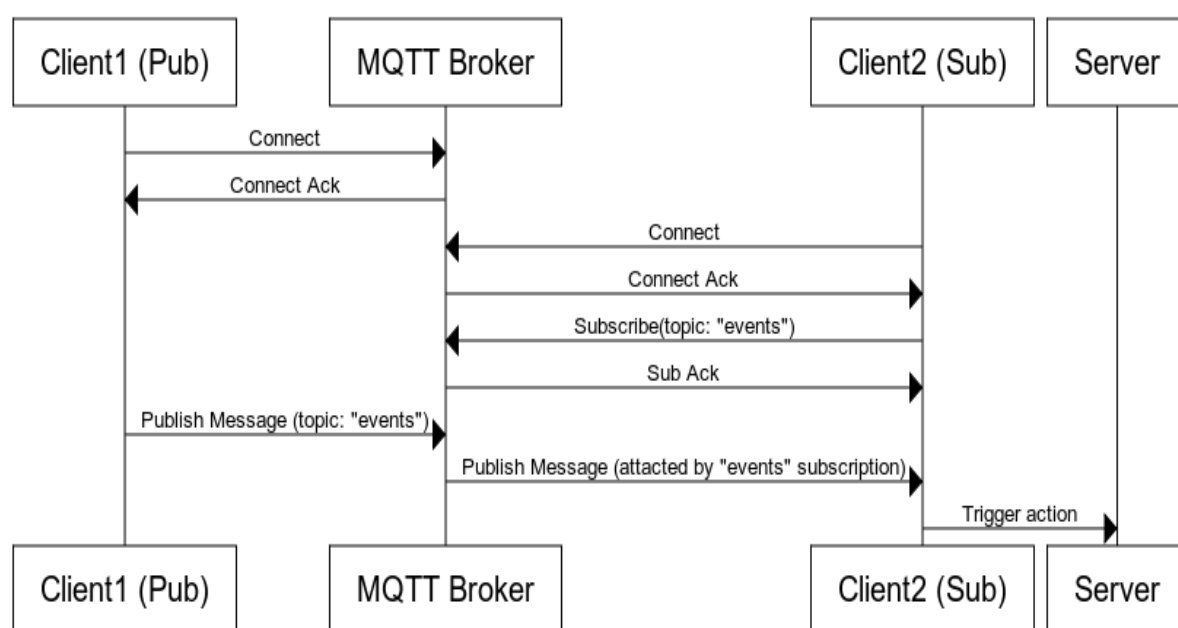 Client1 (Pub)
MQTT Broker
Client2 (Sub)
Server
Connect
Connect Ack
Connect
Connect Ack
Subscribe(topic: "events")
Sub Ack
Publish Message (topic: "events")
Publish Message (attacted by "events" subscription)
Trigger action
Client1 (Pub)
MQTT Broker
Client2 (Sub)
Server